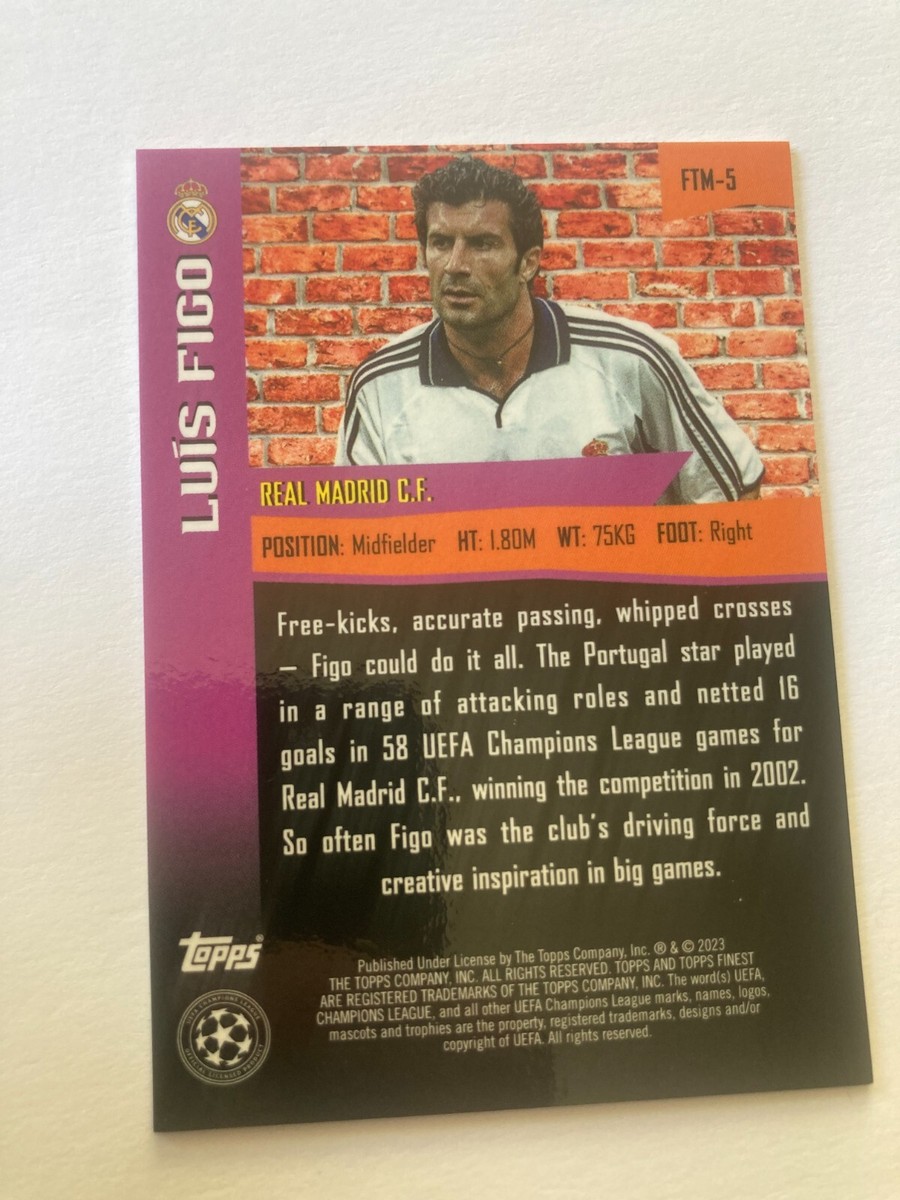 FTM-5
LUÍS FIGO
REAL MADRID C.F.
POSITION: Midfielder HT: 1.80M WT: 75KG FOOT: Right
Free-kicks, accurate passing, whipped crosses
– Figo could do it all. The Portugal star played
in a range of attacking roles and netted 16
goals in 58 UEFA Champions League games for
Real Madrid C.F., winning the competition in 2002.
So often Figo was the club's driving force and
creative inspiration in big games.
topps®
Published Under License by The Topps Company, Inc. ® & © 2023
THE TOPPS COMPANY, INC. ALL RIGHTS RESERVED. TOPPS AND TOPPS FINEST
ARE REGISTERED TRADEMARKS OF THE TOPPS COMPANY, INC. The word(s) UEFA,
CHAMPIONS LEAGUE, and all other UEFA Champions League marks, names, logos,
mascots and trophies are the property, registered trademarks, designs and/or
copyright of UEFA. All rights reserved.
UEFA CHAMPIONS LEAGUE
OFFICIAL LICENSED PRODUCT